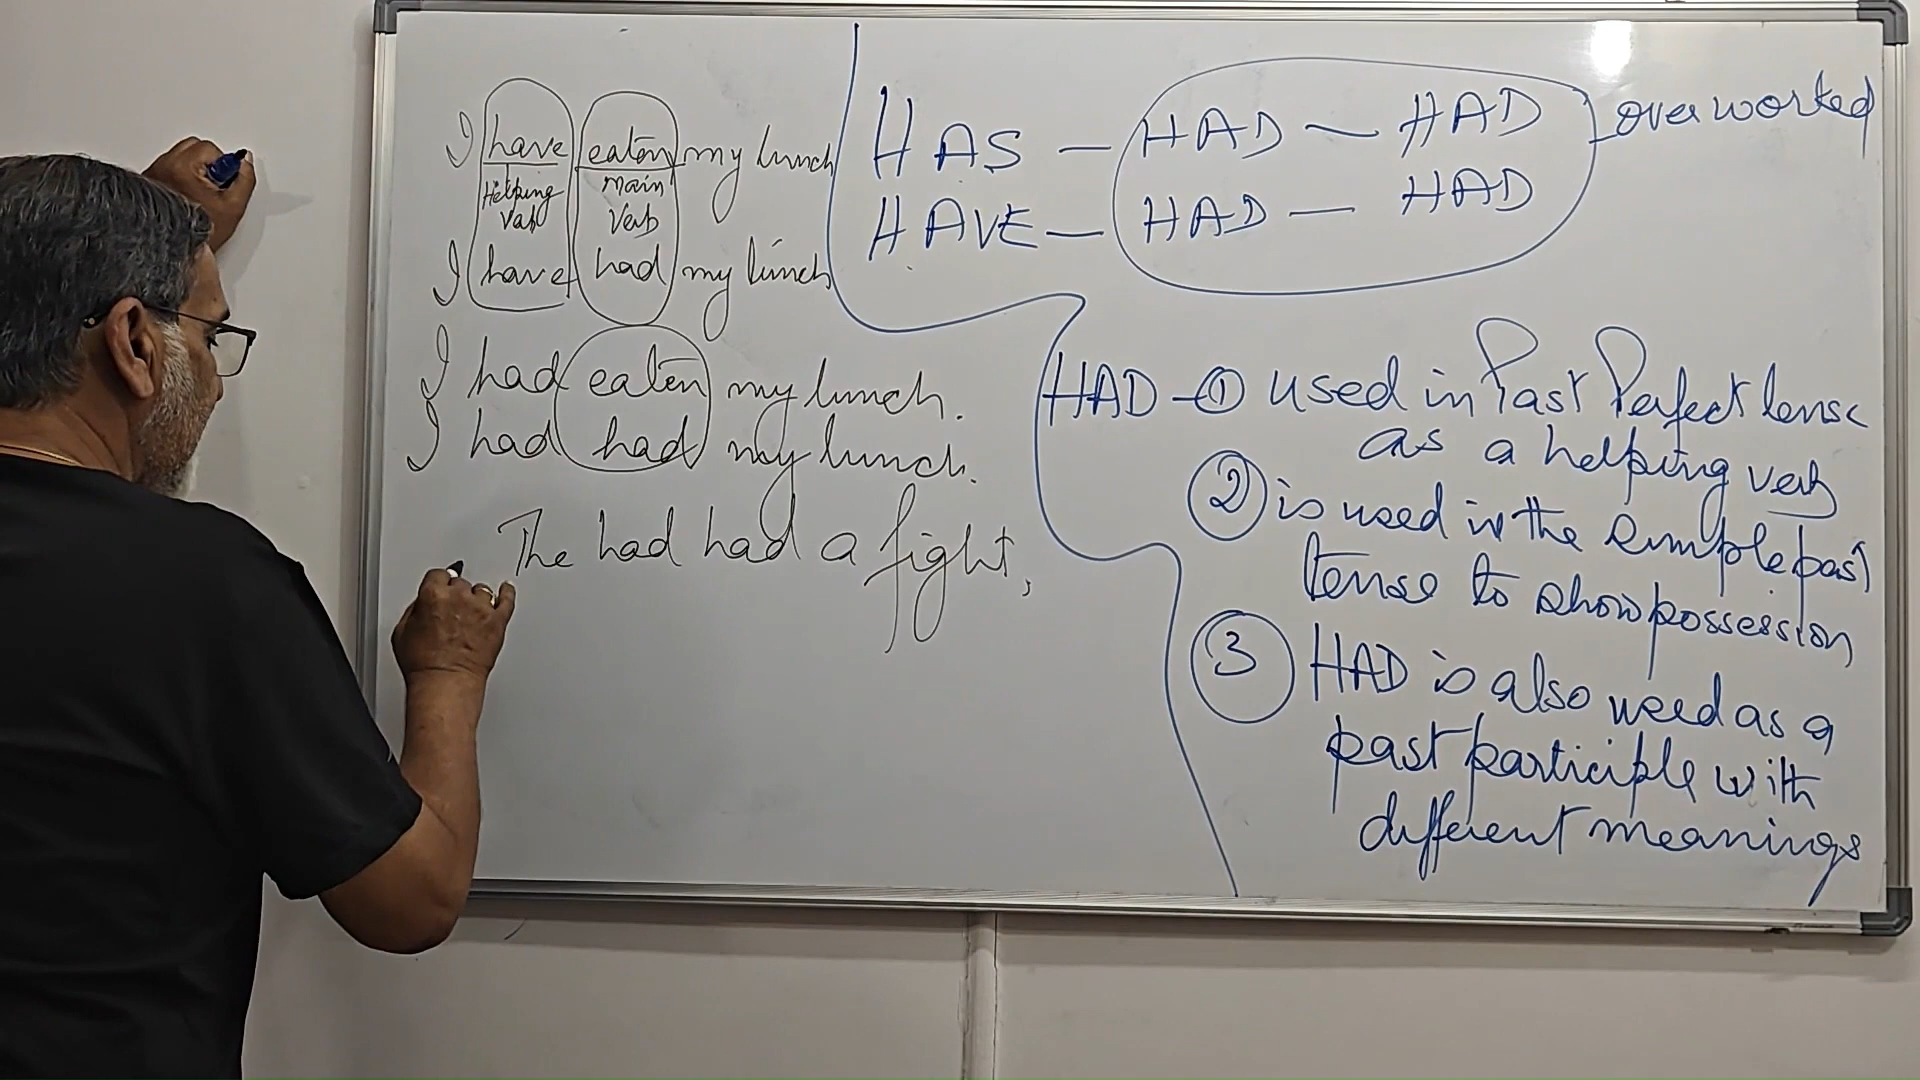 I have eaten my lunch
Helping Main
Verb Verb
I have had my lunch
I had eaten my lunch.
I had had my lunch.
The had had a fight,
HAS - HAD - HAD overworked
HAVE - HAD - HAD
HAD - ① used in Past Perfect tense
as a helping verb
② is used in the simple past
tense to show possession
③ HAD is also used as a
past participle with
different meanings